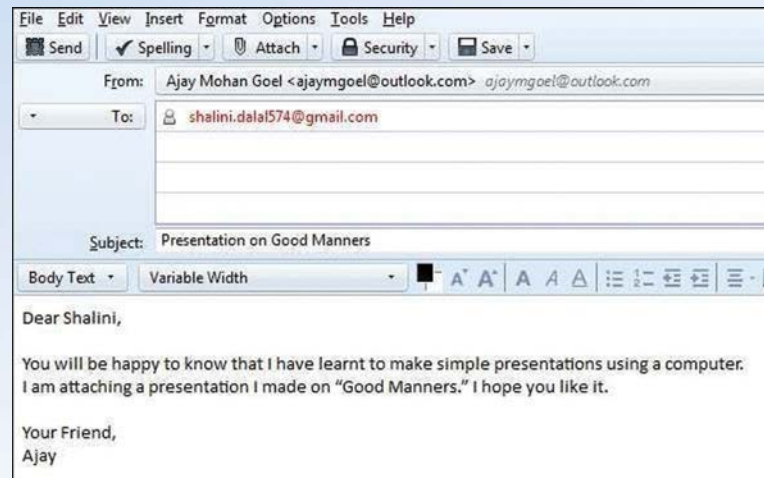 File Edit View Insert Format Options Tools Help
Send Spelling Attach Security Save
From: Ajay Mohan Goel <ajaymgoel@outlook.com> ajaymgoel@outlook.com
To: shalini.dalal574@gmail.com
Subject: Presentation on Good Manners
Body Text Variable Width
Dear Shalini,
You will be happy to know that I have learnt to make simple presentations using a computer.
I am attaching a presentation I made on “Good Manners.” I hope you like it.
Your Friend,
Ajay